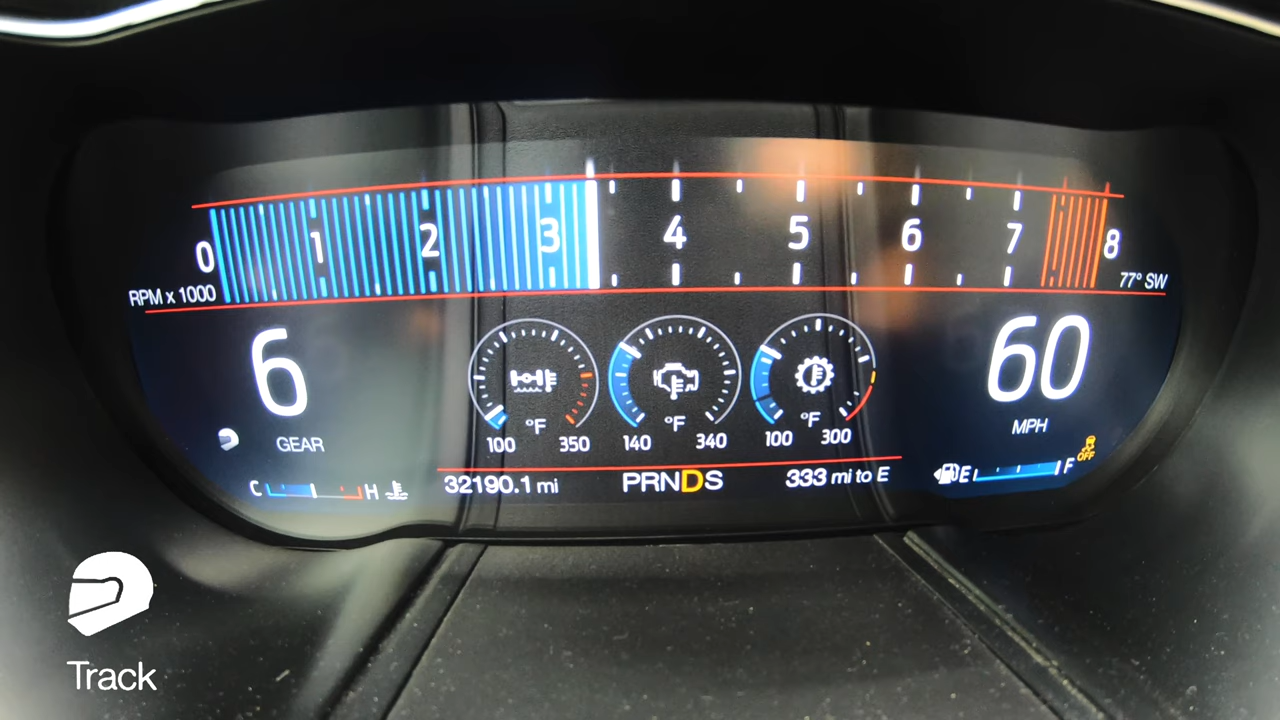 0 1 2 3 4 5 6 7 8
RPM x 1000
77° SW
6
GEAR
60
MPH
°F °F °F
100 350 140 340 100 300
OFF
C H
E F
32190.1 mi PRNDS 333 mi to E
Track